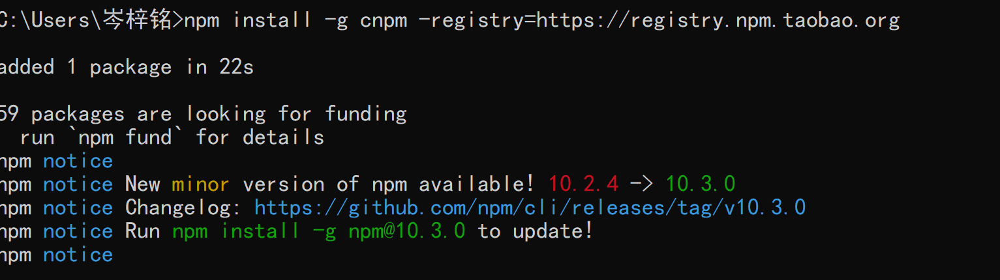 C:\Users\岑梓铭>npm install -g cnpm -registry=https://registry.npm.taobao.org
added 1 package in 22s
59 packages are looking for funding
  run `npm fund` for details
npm notice
npm notice New minor version of npm available! 10.2.4 -> 10.3.0
npm notice Changelog: https://github.com/npm/cli/releases/tag/v10.3.0
npm notice Run npm install -g npm@10.3.0 to update!
npm notice